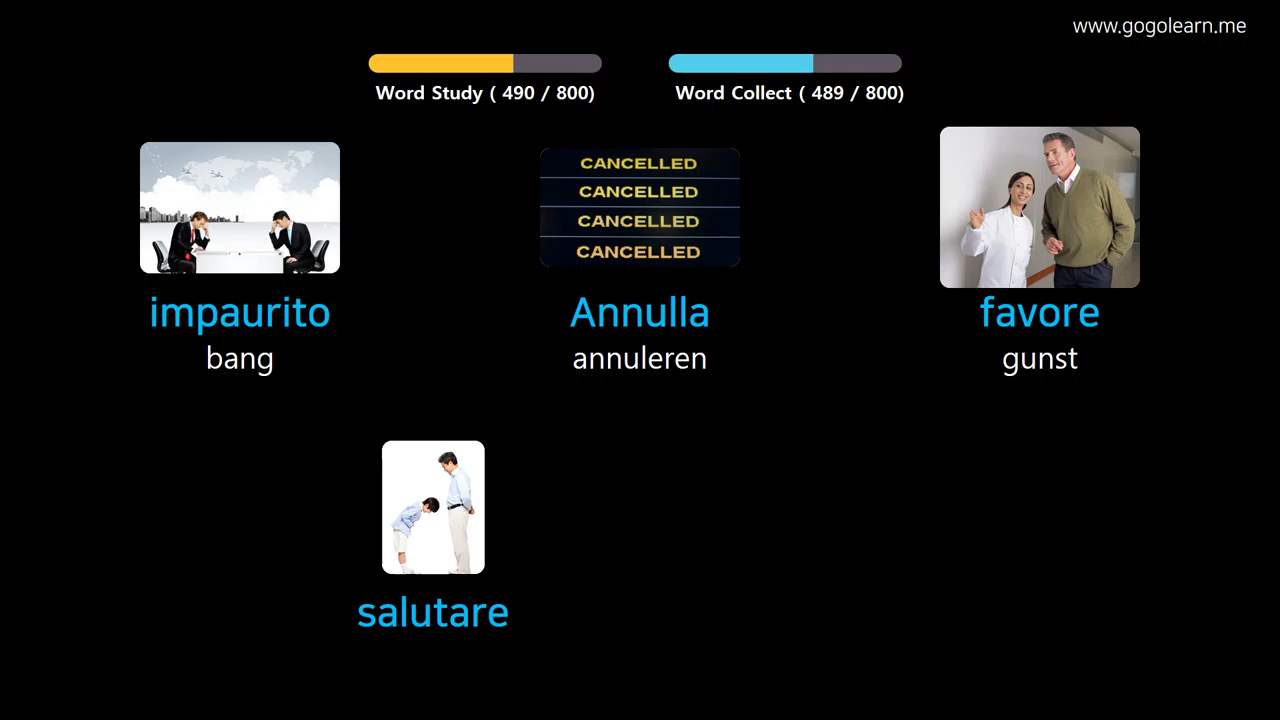 www.gogolearn.me
Word Study ( 490 / 800)
Word Collect ( 489 / 800)
CANCELLED
CANCELLED
CANCELLED
CANCELLED
impaurito
Annulla
favore
bang
annuleren
gunst
salutare